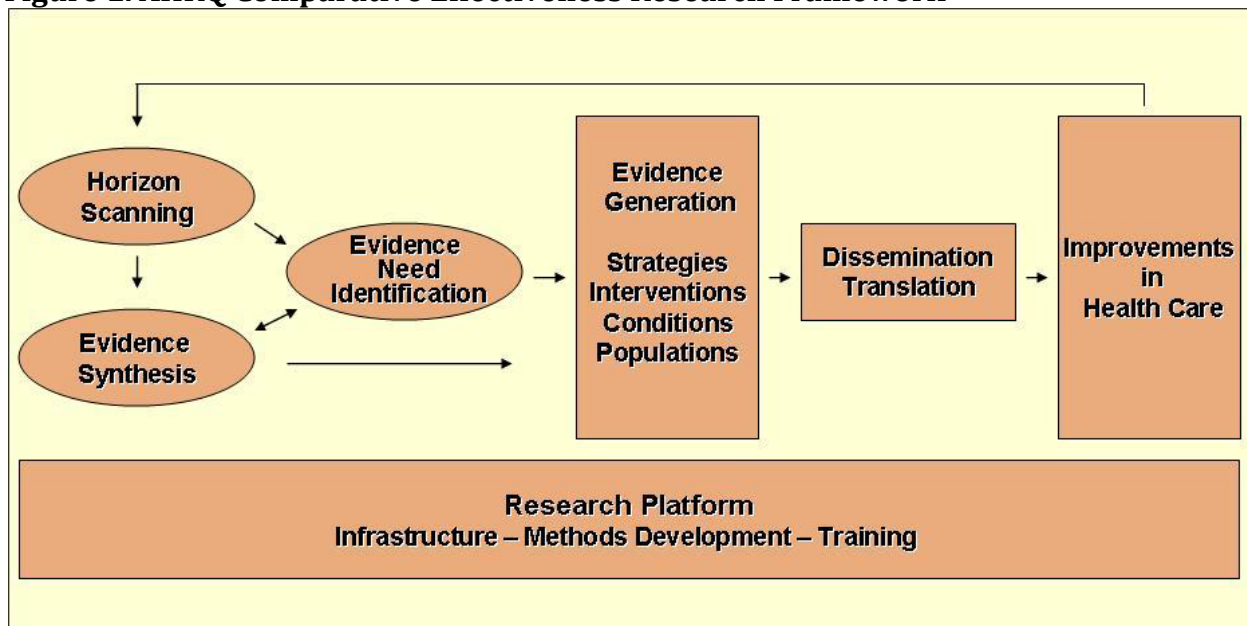 Horizon
Scanning
Evidence
Need
Identification
Evidence
Synthesis
Evidence
Generation
Strategies
Interventions
Conditions
Populations
Dissemination
Translation
Improvements
in
Health Care
Research Platform
Infrastructure – Methods Development – Training